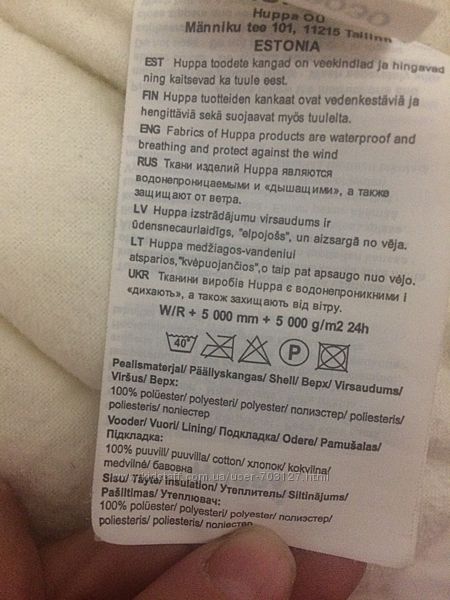 Huppa OÜ
Männiku tee 101, 11215 Tallinn
ESTONIA
EST Huppa toodete kangad on veekindlad ja hingavad
ning kaitsevad ka tuule eest.
FIN Huppa tuotteiden kankaat ovat vedenkestäviä ja
hengittäviä sekä suojaavat myös tuulelta.
ENG Fabrics of Huppa products are waterproof and
breathing and protect against the wind
RUS Ткани изделий Huppa являются
водонепроницаемыми и «дышащими», а также
защищают от ветра.
LV Huppa izstrādājumu virsaudums ir
ūdensnecaurlaidīgs, "elpojošs", un aizsargā no vēja.
LT Huppa medžiagos-vandeniui
atsparios,"kvėpuojančios",o taip pat apsaugo nuo vėjo.
UKR Тканини виробів Huppa є водонепроникними і
«дихають», а також захищають від вітру.
W/R + 5 000 mm + 5 000 g/m2 24h
40° P
Pealismaterjal/ Päällyskangas/ Shell/ Верх/ Virsaudums/
Viršus/ Верх:
100% polüester/ polyesteri/ polyester/ полиэстер/ poliesteris/
poliesteris/ поліестер
Vooder/ Vuori/ Lining/ Подкладка/ Odere/ Pamušalas/
Підкладка:
100% puuvill/ puuvilla/ cotton/ хлопок/ kokvilna/
medvilnė/ бавовна
Sisu/ Täyte/ Insulation/ Утеплитель/ Siltinājums/
Pašiltimas/ Утеплювач:
100% polüester/ polyesteri/ polyester/ полиэстер/
poliesteris/ poliesteris/ поліестер